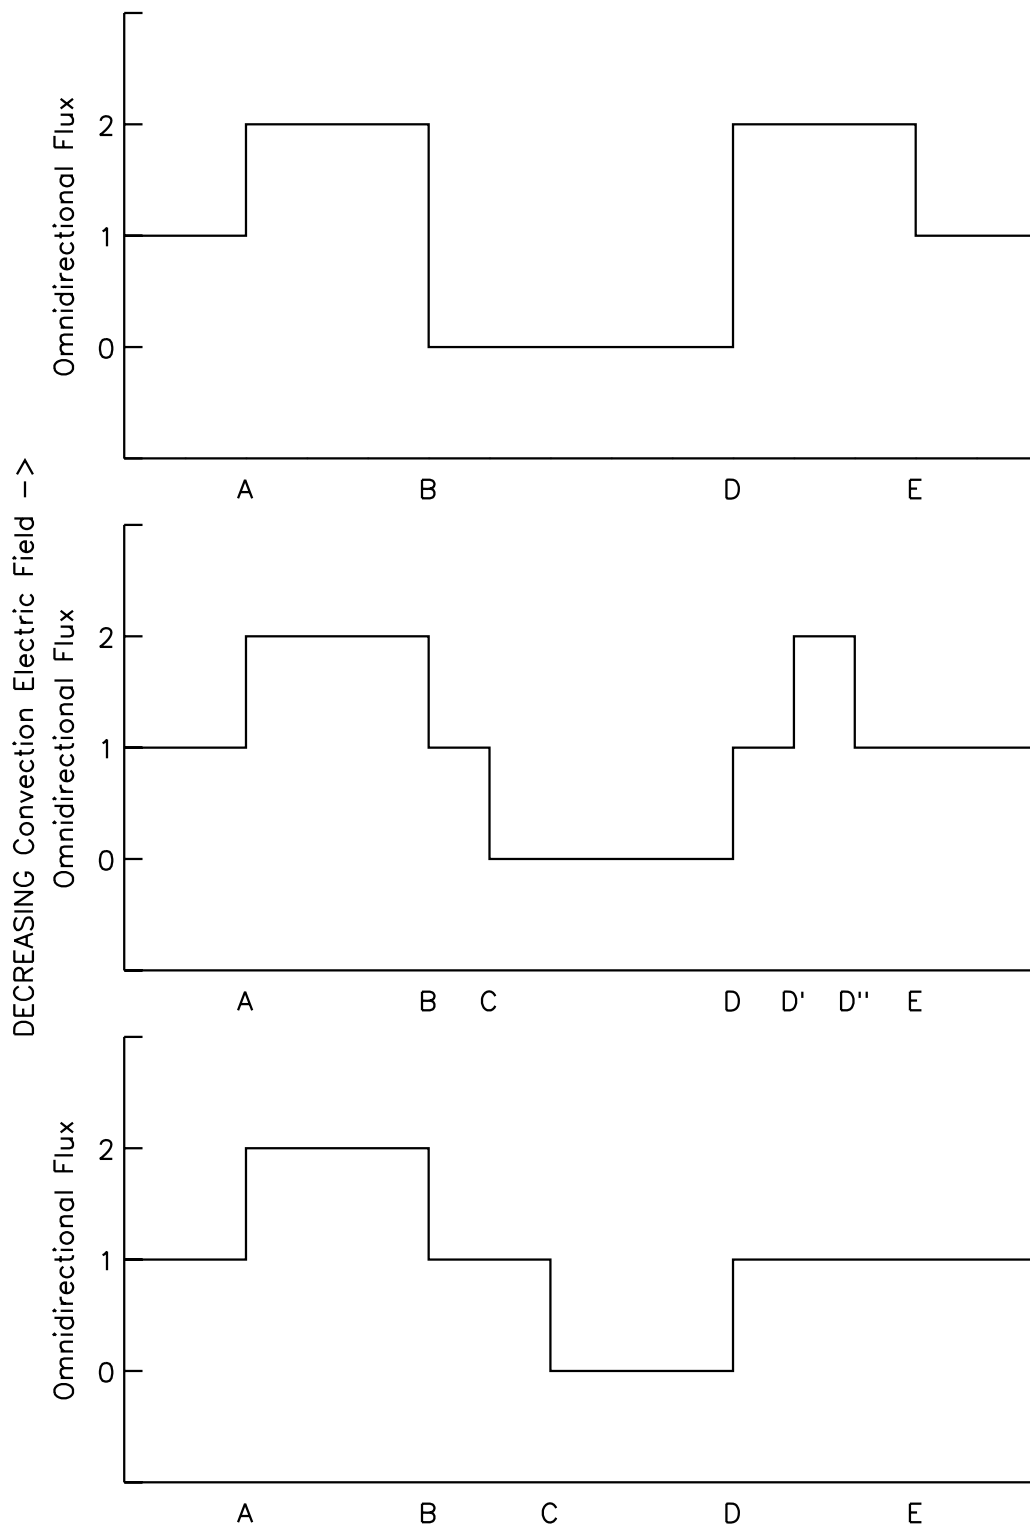 DECREASING Convection Electric Field ->
Omnidirectional Flux
2
1
0
A B D E
Omnidirectional Flux
2
1
0
A B C D D' D'' E
Omnidirectional Flux
2
1
0
A B C D E